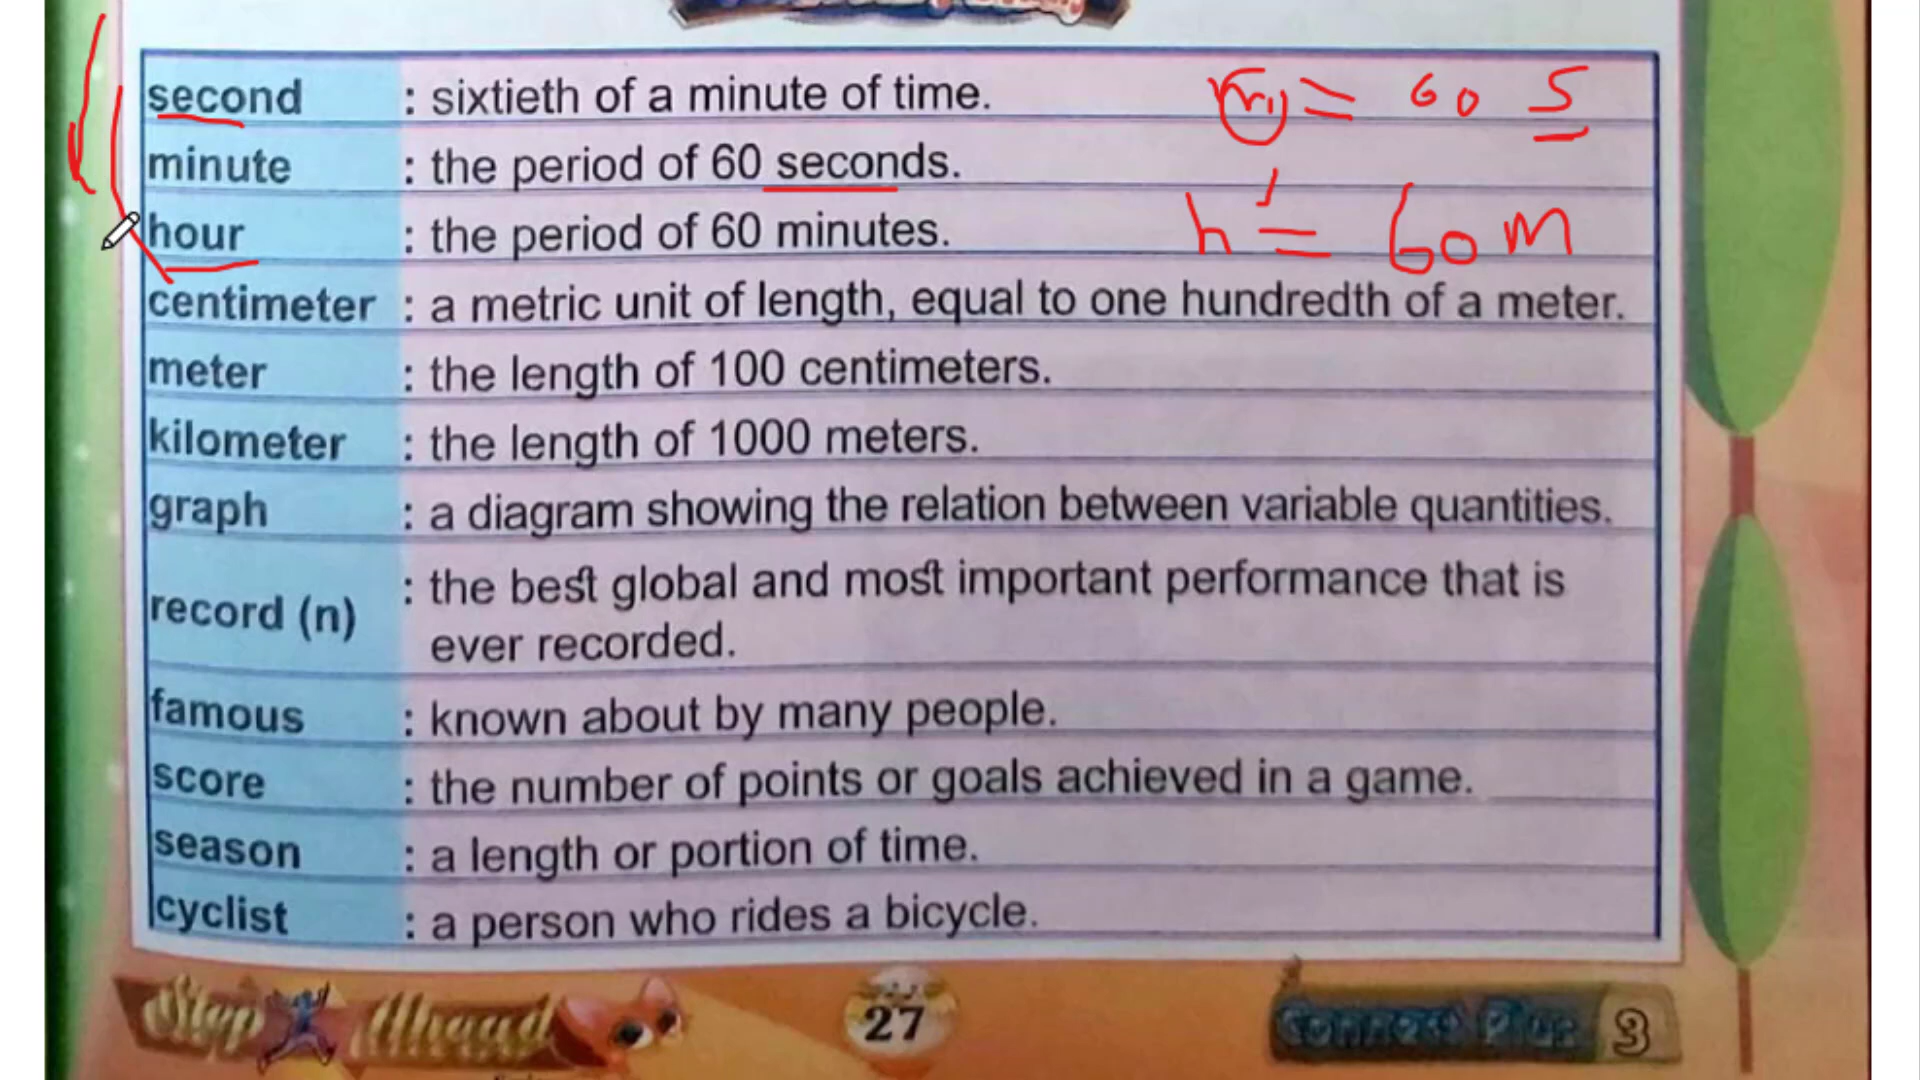 second : sixtieth of a minute of time. m = 60 S
minute : the period of 60 seconds.
hour : the period of 60 minutes. h 1 = 60 m
centimeter : a metric unit of length, equal to one hundredth of a meter.
meter : the length of 100 centimeters.
kilometer : the length of 1000 meters.
graph : a diagram showing the relation between variable quantities.
record (n) : the best global and most important performance that is
ever recorded.
famous : known about by many people.
score : the number of points or goals achieved in a game.
season : a length or portion of time.
cyclist : a person who rides a bicycle.
Step Ahead 27 Connect Plus 3